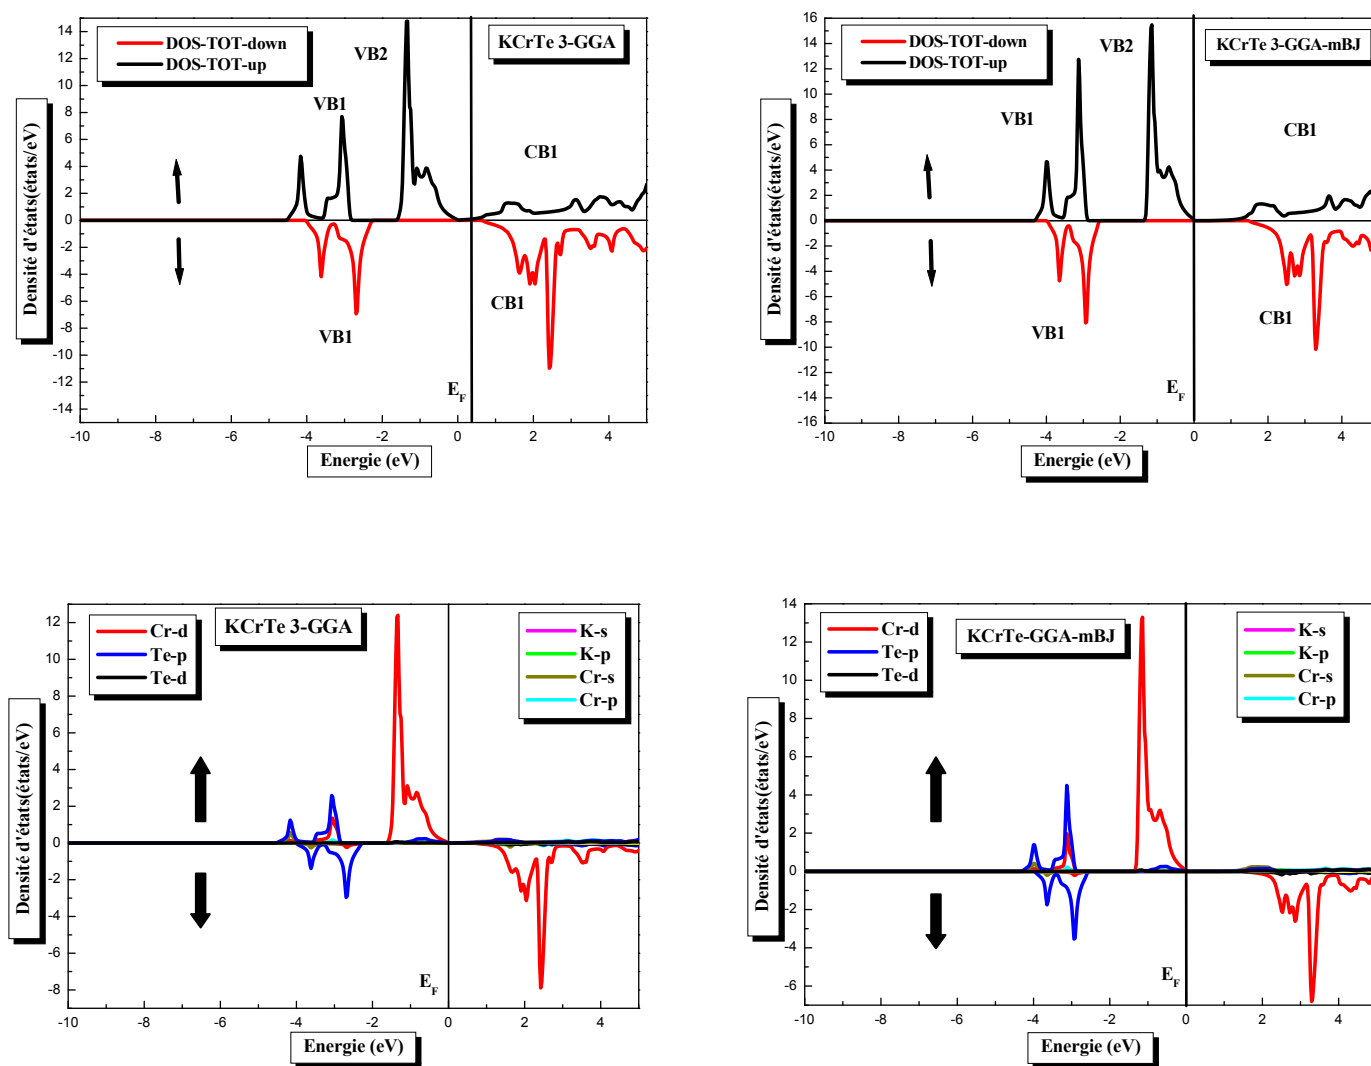 DOS-TOT-down
DOS-TOT-up
KCrTe 3-GGA
VB2
VB1
CB1
VB1
CB1
E_F
14
12
10
8
6
4
2
0
-2
-4
-6
-8
-10
-12
-14
-10
-8
-6
-4
-2
0
2
4
Densité d'états(états/eV)
Energie (eV)
DOS-TOT-down
DOS-TOT-up
KCrTe 3-GGA-mBJ
VB2
VB1
CB1
VB1
CB1
E_F
16
14
12
10
8
6
4
2
0
-2
-4
-6
-8
-10
-12
-14
-16
-10
-8
-6
-4
-2
0
2
4
Densité d'états(états/eV)
Energie (eV)
Cr-d
Te-p
Te-d
KCrTe 3-GGA
K-s
K-p
Cr-s
Cr-p
E_F
12
10
8
6
4
2
0
-2
-4
-6
-8
-10
-8
-6
-4
-2
0
2
4
Densité d'états(états/eV)
Energie (eV)
Cr-d
Te-p
Te-d
KCrTe-GGA-mBJ
K-s
K-p
Cr-s
Cr-p
E_F
14
12
10
8
6
4
2
0
-2
-4
-6
-10
-8
-6
-4
-2
0
2
4
Densité d'états(états/eV)
Energie (eV)